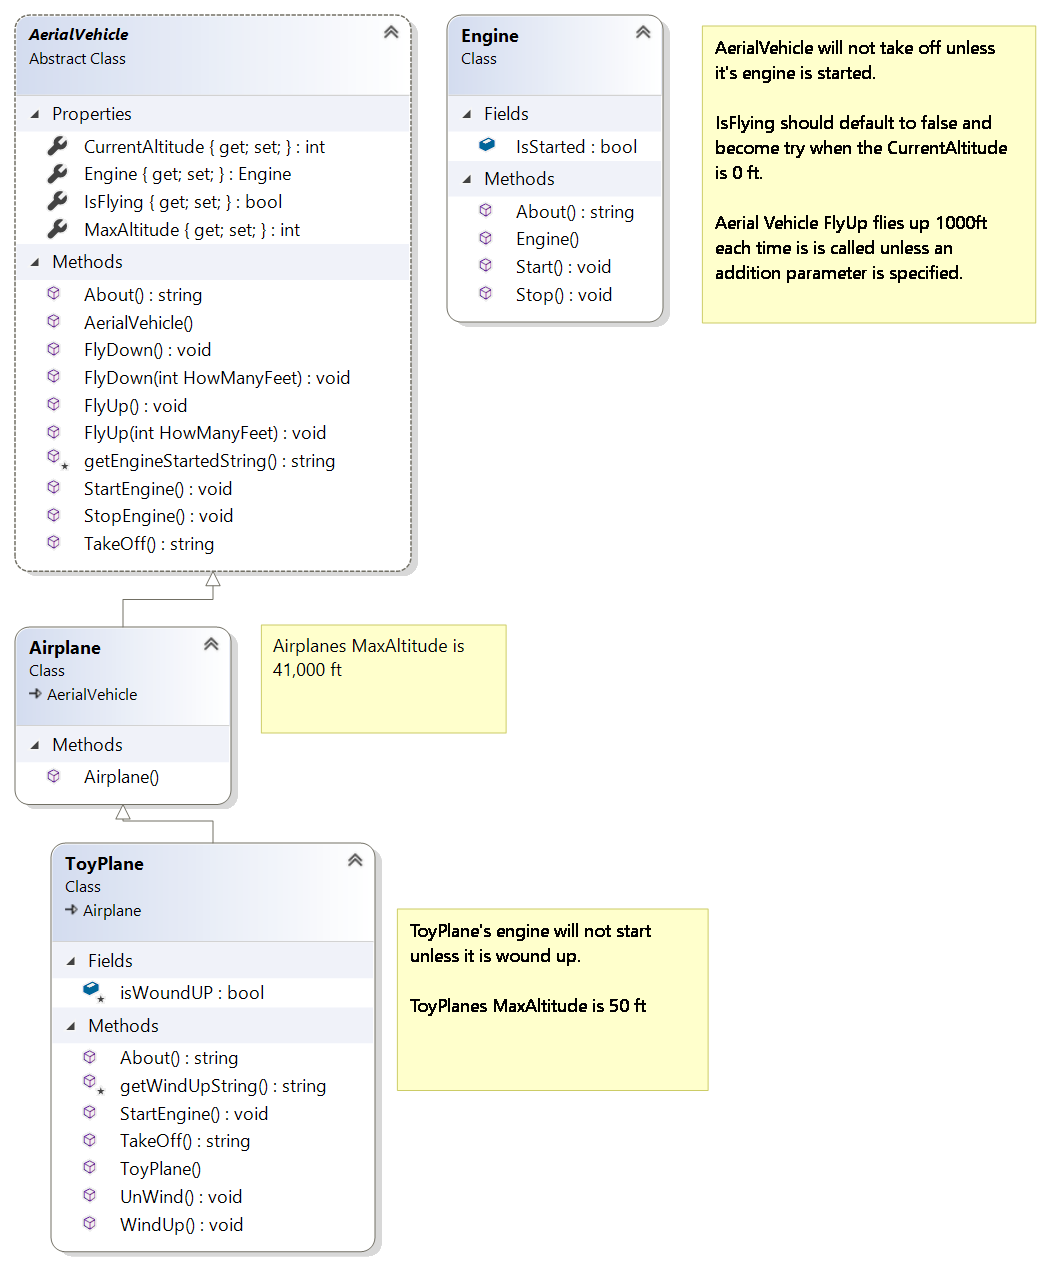 AerialVehicle
Abstract Class
Properties
CurrentAltitude { get; set; } : int
Engine { get; set; } : Engine
IsFlying { get; set; } : bool
MaxAltitude { get; set; } : int
Methods
About() : string
AerialVehicle()
FlyDown() : void
FlyDown(int HowManyFeet) : void
FlyUp() : void
FlyUp(int HowManyFeet) : void
getEngineStartedString() : string
StartEngine() : void
StopEngine() : void
TakeOff() : string
Engine
Class
Fields
IsStarted : bool
Methods
About() : string
Engine()
Start() : void
Stop() : void
AerialVehicle will not take off unless
it's engine is started.
IsFlying should default to false and
become try when the CurrentAltitude
is 0 ft.
Aerial Vehicle FlyUp flies up 1000ft
each time is is called unless an
addition parameter is specified.
Airplane
Class
AerialVehicle
Methods
Airplane()
Airplanes MaxAltitude is
41,000 ft
ToyPlane
Class
Airplane
Fields
isWoundUP : bool
Methods
About() : string
getWindUpString() : string
StartEngine() : void
TakeOff() : string
ToyPlane()
UnWind() : void
WindUp() : void
ToyPlane's engine will not start
unless it is wound up.
ToyPlanes MaxAltitude is 50 ft